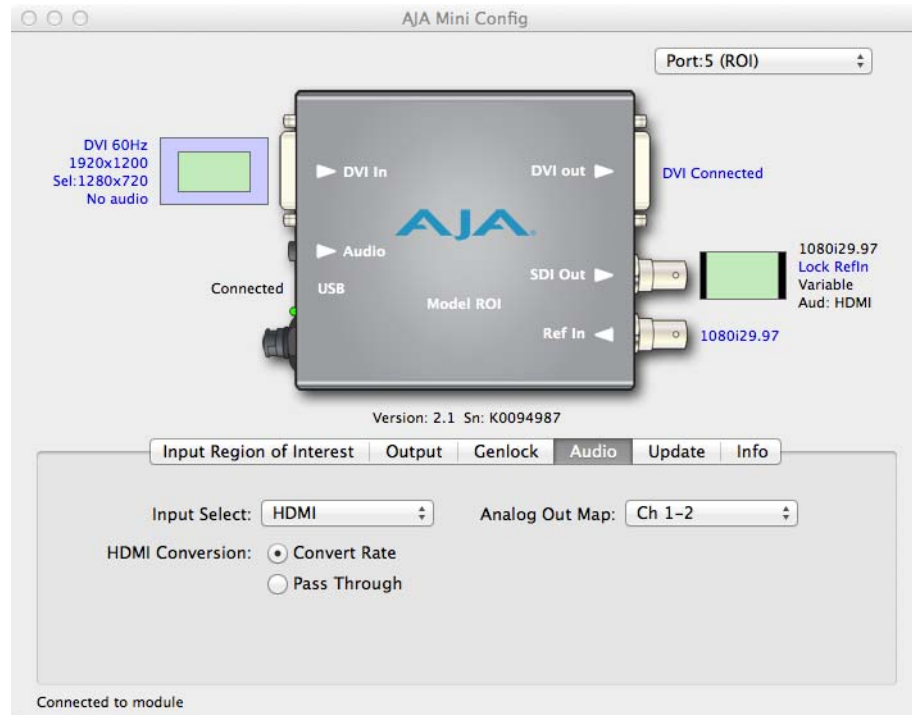 AJA Mini Config
Port:5 (ROI)
DVI 60Hz
1920x1200
Sel:1280x720
No audio
DVI In
DVI out
DVI Connected
AJA
Audio
Connected
USB
Model ROI
SDI Out
Ref In
1080i29.97
Lock RefIn
Variable
Aud: HDMI
1080i29.97
Version: 2.1 Sn: K0094987
Input Region of Interest Output Genlock Audio Update Info
Input Select: HDMI Analog Out Map: Ch 1-2
HDMI Conversion: Convert Rate
Pass Through
Connected to module